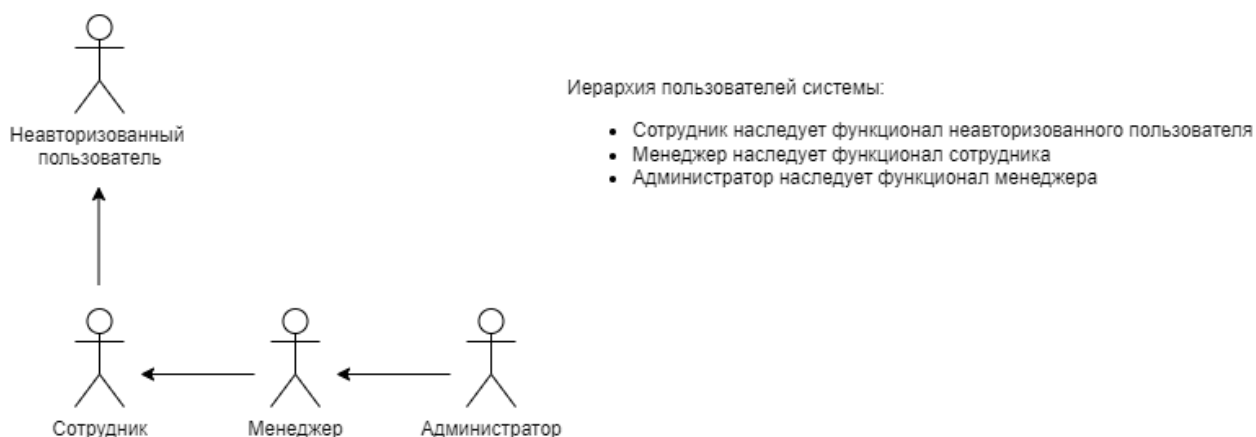 Неавторизованный
пользователь
Иерархия пользователей системы:
• Сотрудник наследует функционал неавторизованного пользователя
• Менеджер наследует функционал сотрудника
• Администратор наследует функционал менеджера
Сотрудник
Менеджер
Администратор